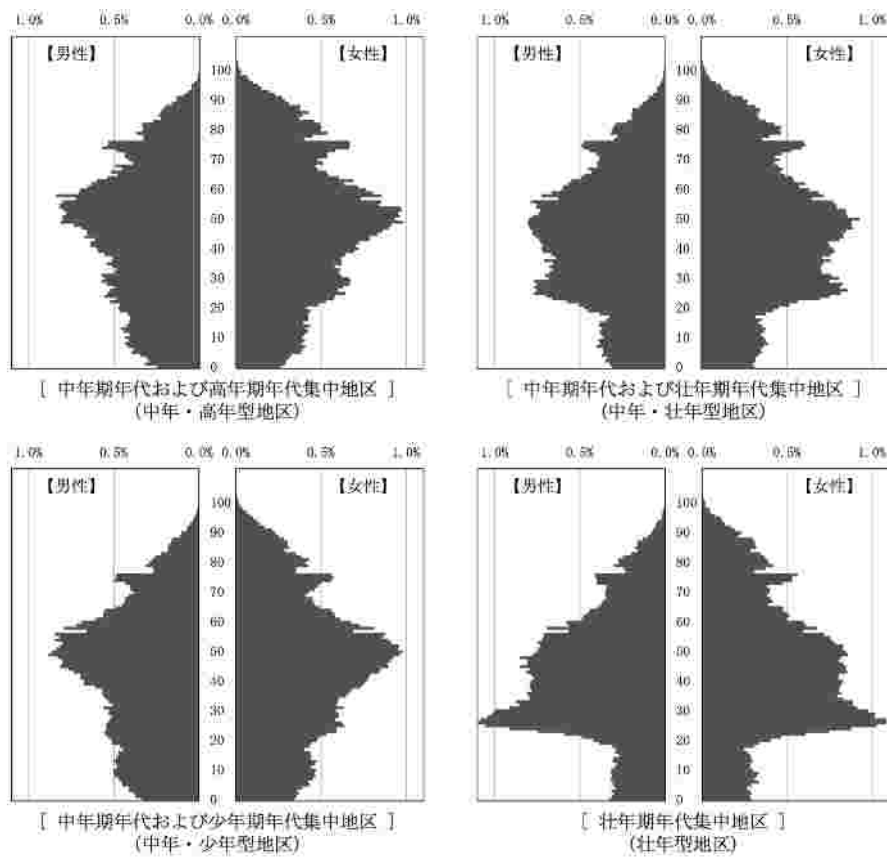 1.0% 0.5% 0.0% 0.0% 0.5% 1.0%
【男性】 【女性】
100
90
80
70
60
50
40
30
20
10
0
[ 中年期年代および高年期年代集中地区 ]
(中年・高年型地区)
1.0% 0.5% 0.0% 0.0% 0.5% 1.0%
【男性】 【女性】
100
90
80
70
60
50
40
30
20
10
0
[ 中年期年代および壮年期年代集中地区 ]
(中年・壮年型地区)
1.0% 0.5% 0.0% 0.0% 0.5% 1.0%
【男性】 【女性】
100
90
80
70
60
50
40
30
20
10
0
[ 中年期年代および少年期年代集中地区 ]
(中年・少年型地区)
1.0% 0.5% 0.0% 0.0% 0.5% 1.0%
【男性】 【女性】
100
90
80
70
60
50
40
30
20
10
0
[ 壮年期年代集中地区 ]
(壮年型地区)